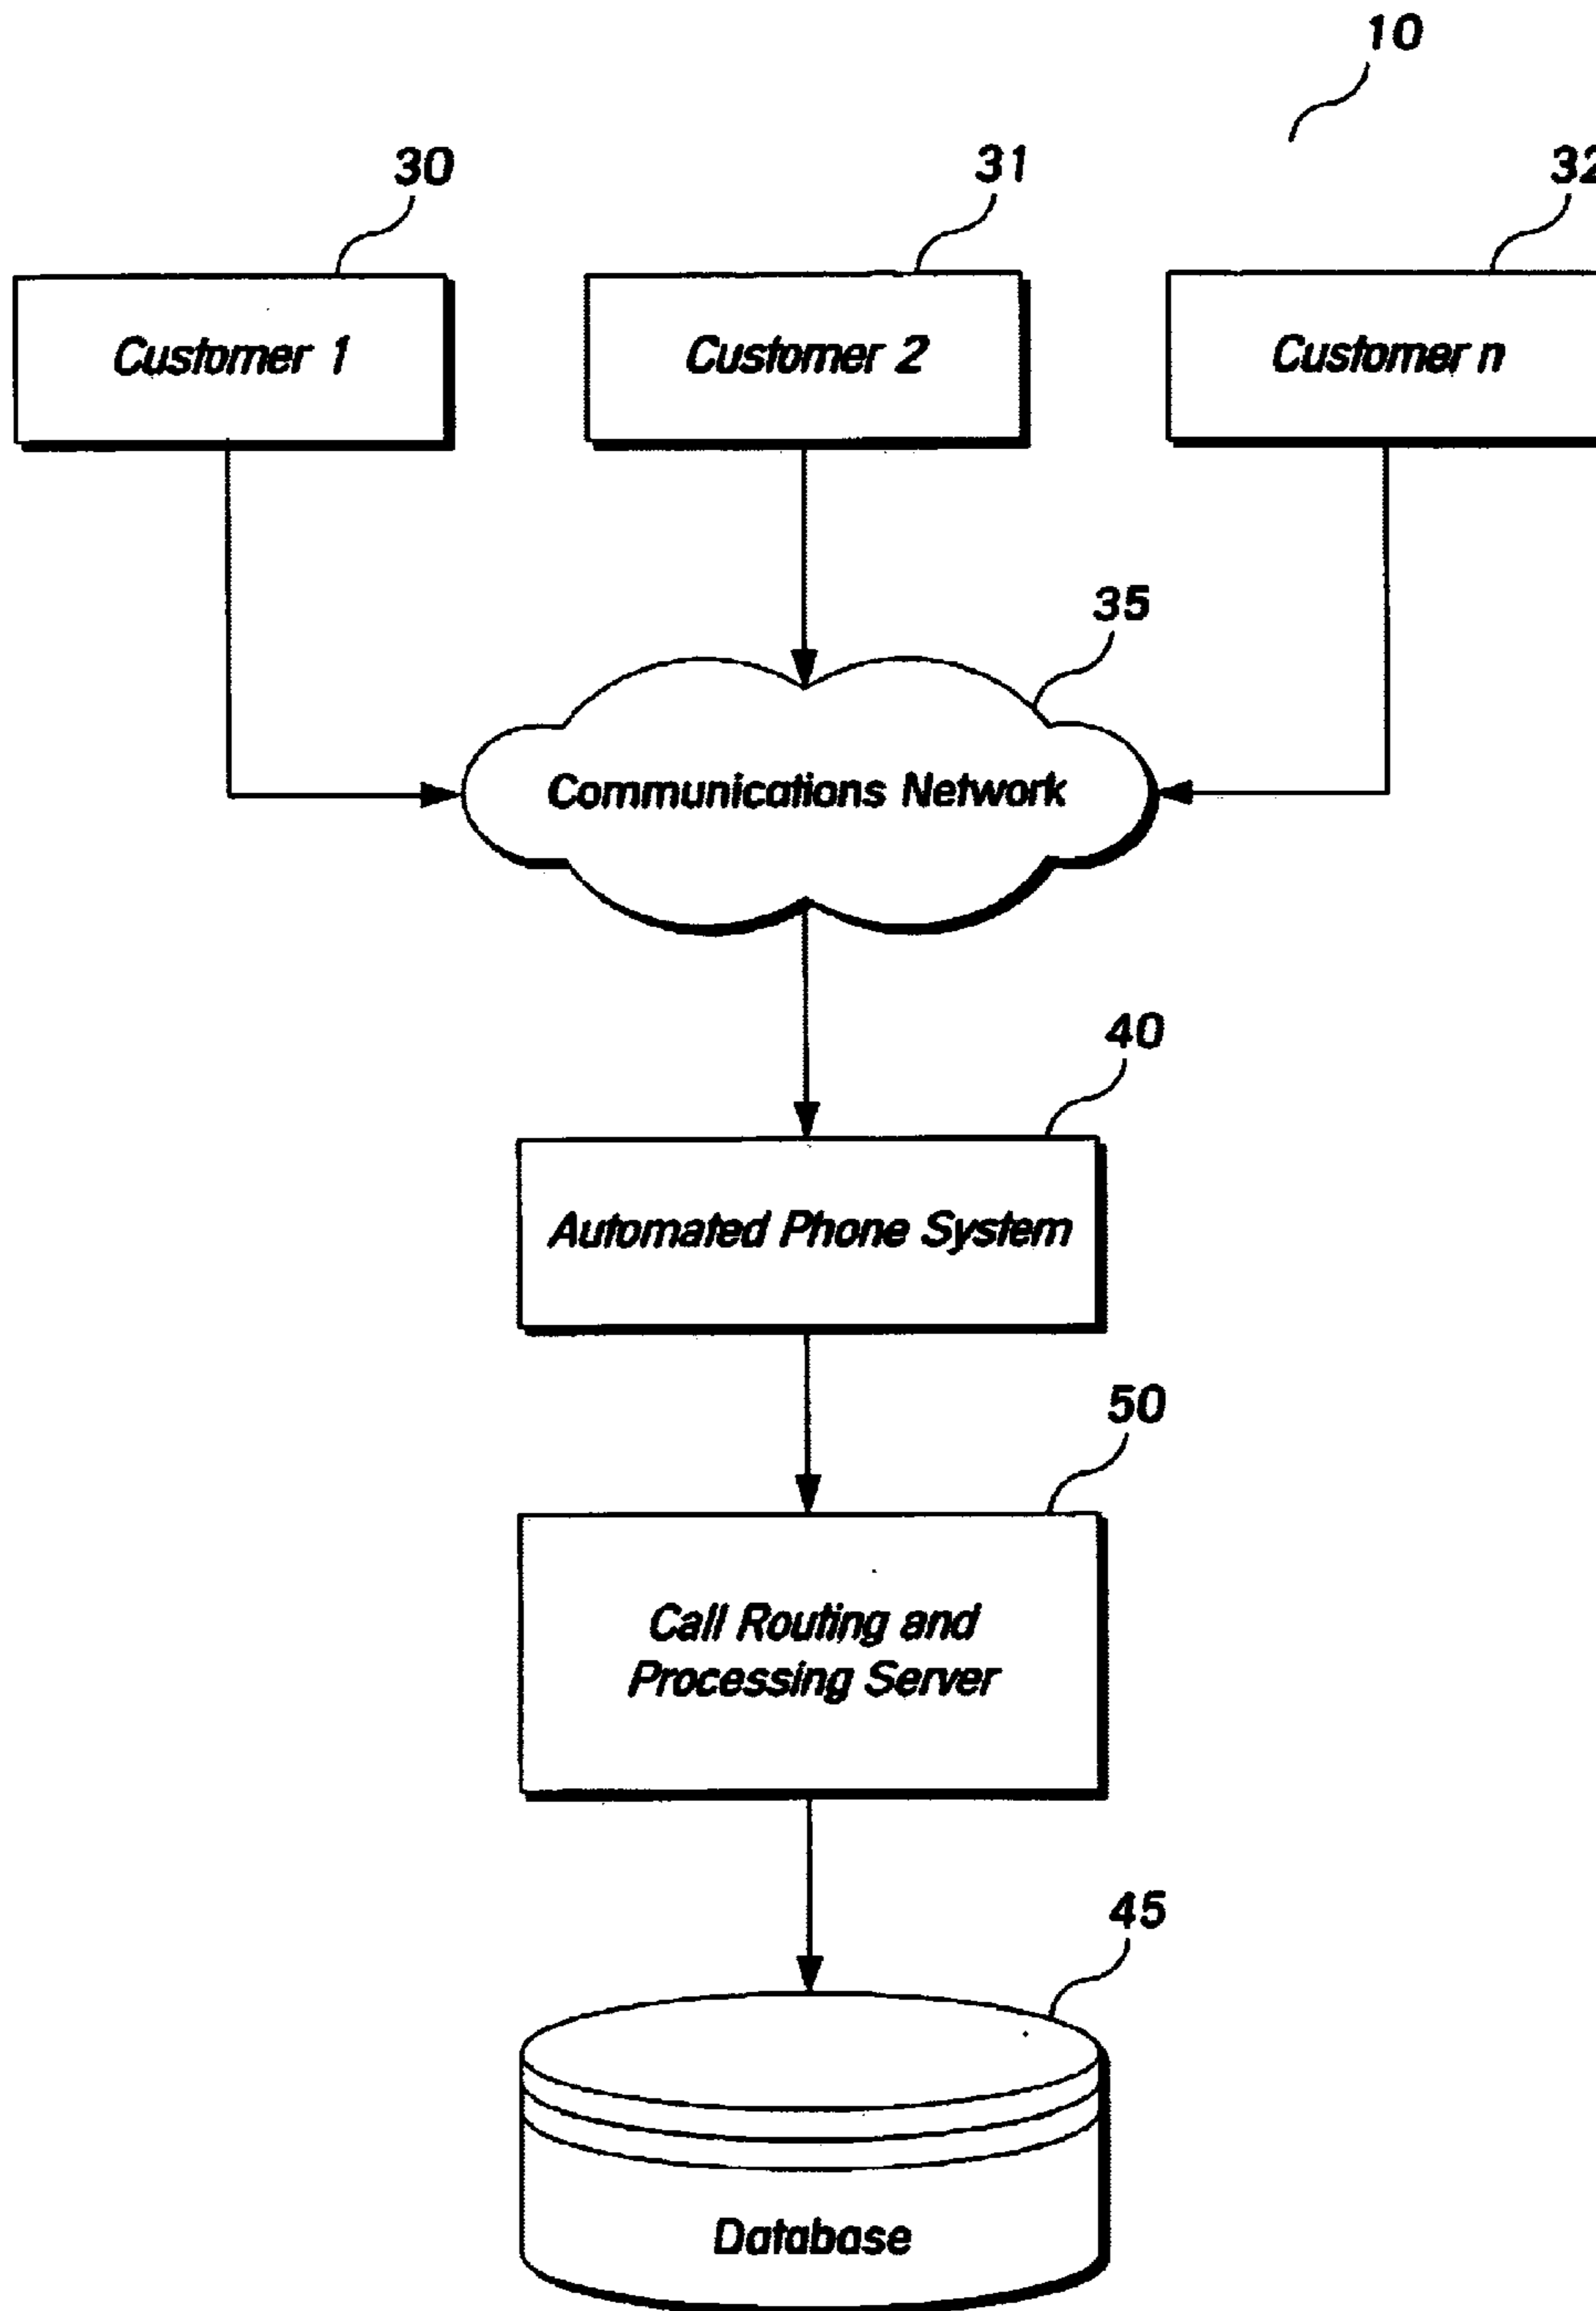 10
30
31
32
Customer 1
Customer 2
Customer n
35
Communications Network
40
Automated Phone System
50
Call Routing and
Processing Server
45
Database